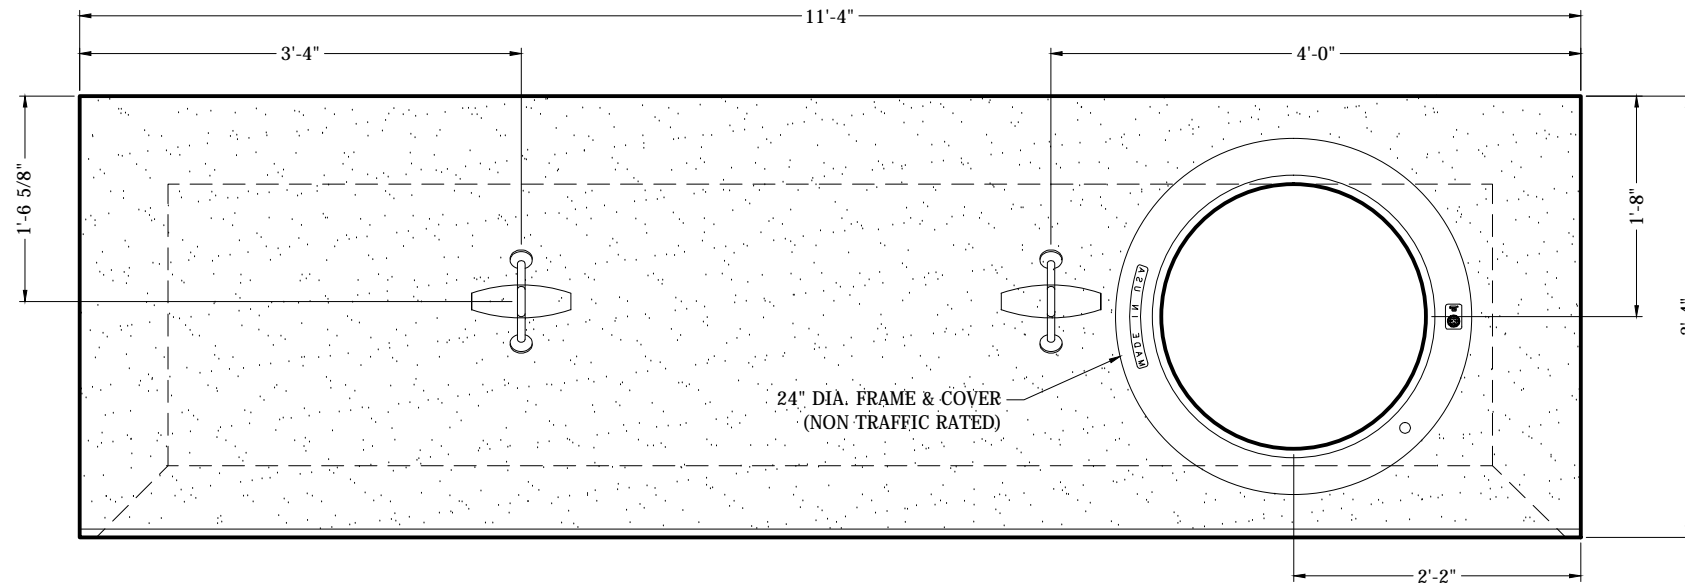 11'-4"
3'-4"
4'-0"
1'-6 5/8"
1'-8"
MADE IN USA
24" DIA. FRAME & COVER
(NON TRAFFIC RATED)
2'-2"